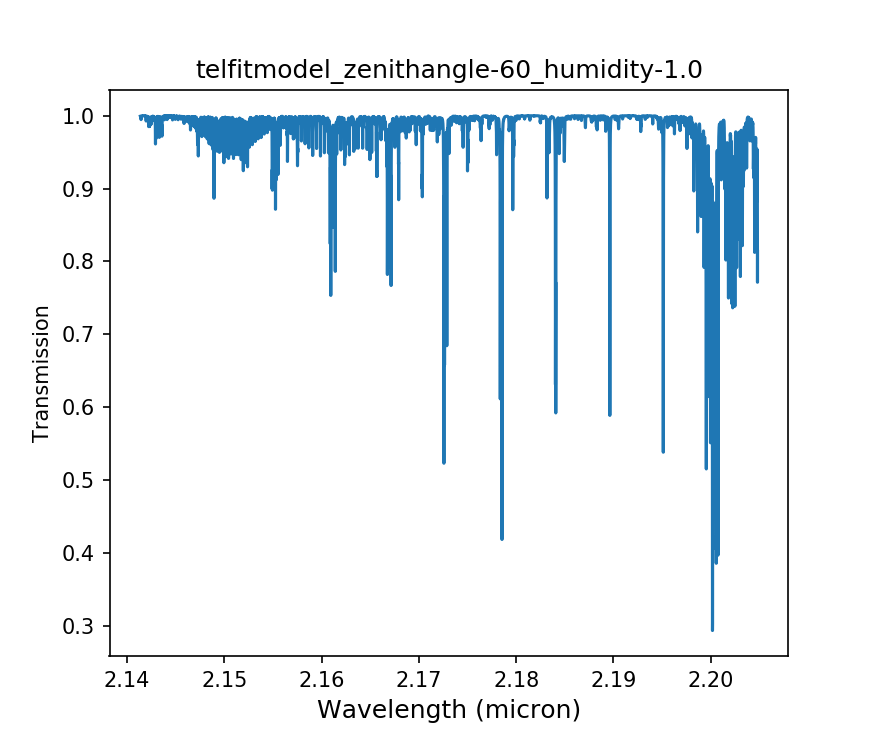 telfitmodel_zenithangle-60_humidity-1.0
1.0
0.9
0.8
0.7
0.6
0.5
0.4
0.3
Transmission
2.14 2.15 2.16 2.17 2.18 2.19 2.20
Wavelength (micron)